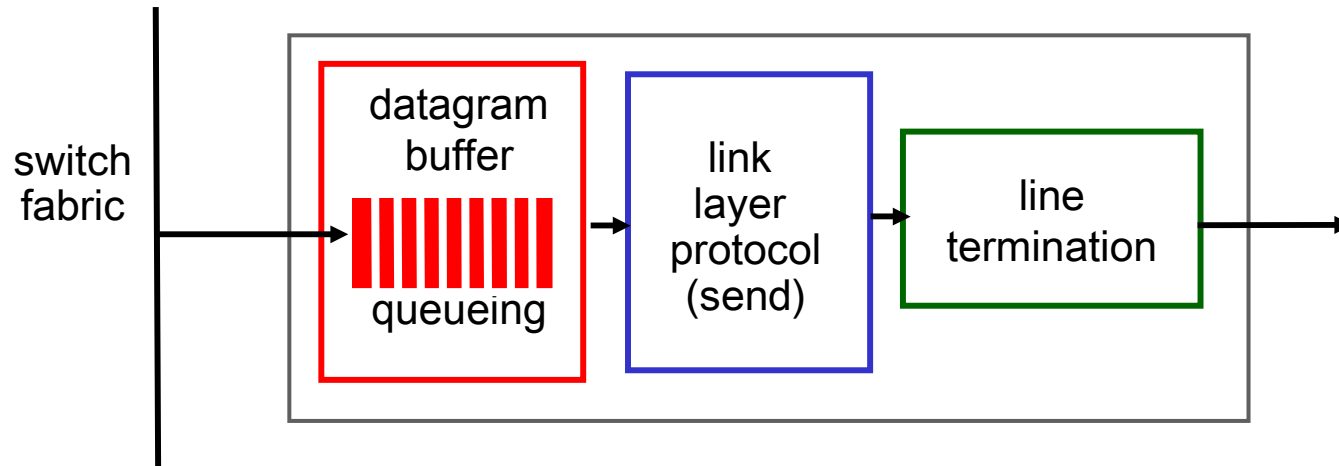 switch
fabric
datagram
buffer
queueing
link
layer
protocol
(send)
line
termination